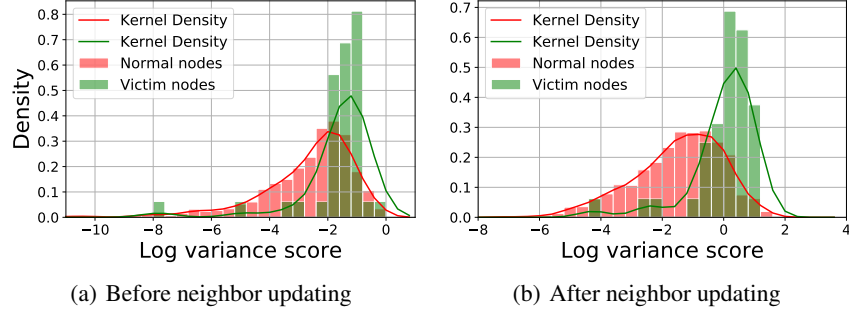 Kernel Density
Kernel Density
Normal nodes
Victim nodes
Density
0.8
0.7
0.6
0.5
0.4
0.3
0.2
0.1
0.0
−10 −8 −6 −4 −2 0
Log variance score
(a) Before neighbor updating
Kernel Density
Kernel Density
Normal nodes
Victim nodes
0.7
0.6
0.5
0.4
0.3
0.2
0.1
0.0
−8 −6 −4 −2 0 2 4
Log variance score
(b) After neighbor updating